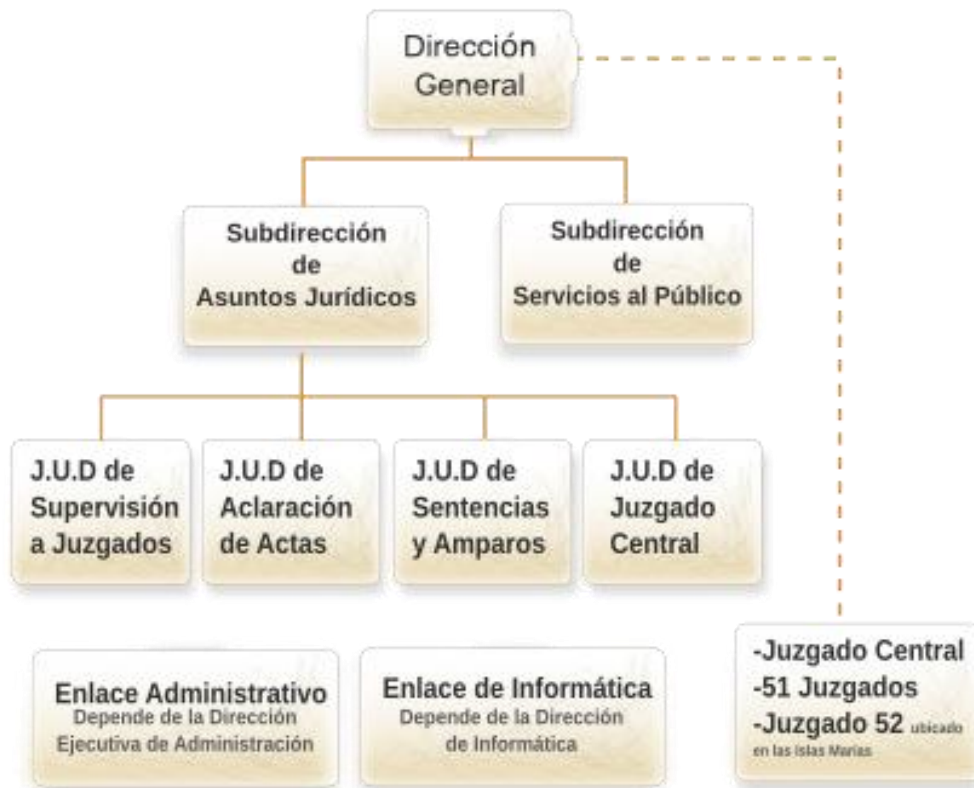 Dirección
General
Subdirección
de
Asuntos Jurídicos
Subdirección
de
Servicios al Público
J.U.D de
Supervisión
a Juzgados
J.U.D de
Aclaración
de Actas
J.U.D de
Sentencias
y Amparos
J.U.D de
Juzgado
Central
Enlace Administrativo
Depende de la Dirección
Ejecutiva de Administración
Enlace de Informática
Depende de la Dirección
de Informática
-Juzgado Central
-51 Juzgados
-Juzgado 52 ubicado
en las Islas Marías